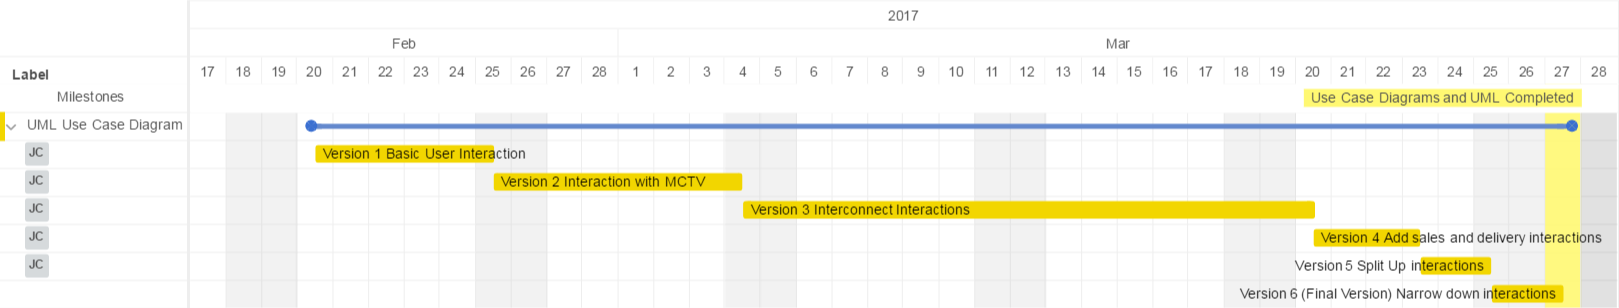 2017
Feb Mar
Label 17 18 19 20 21 22 23 24 25 26 27 28 1 2 3 4 5 6 7 8 9 10 11 12 13 14 15 16 17 18 19 20 21 22 23 24 25 26 27 28
Milestones Use Case Diagrams and UML Completed
UML Use Case Diagram
JC Version 1 Basic User Interaction
JC Version 2 Interaction with MCTV
JC Version 3 Interconnect Interactions
JC Version 4 Add sales and delivery interactions
JC Version 5 Split Up interactions
Version 6 (Final Version) Narrow down interactions